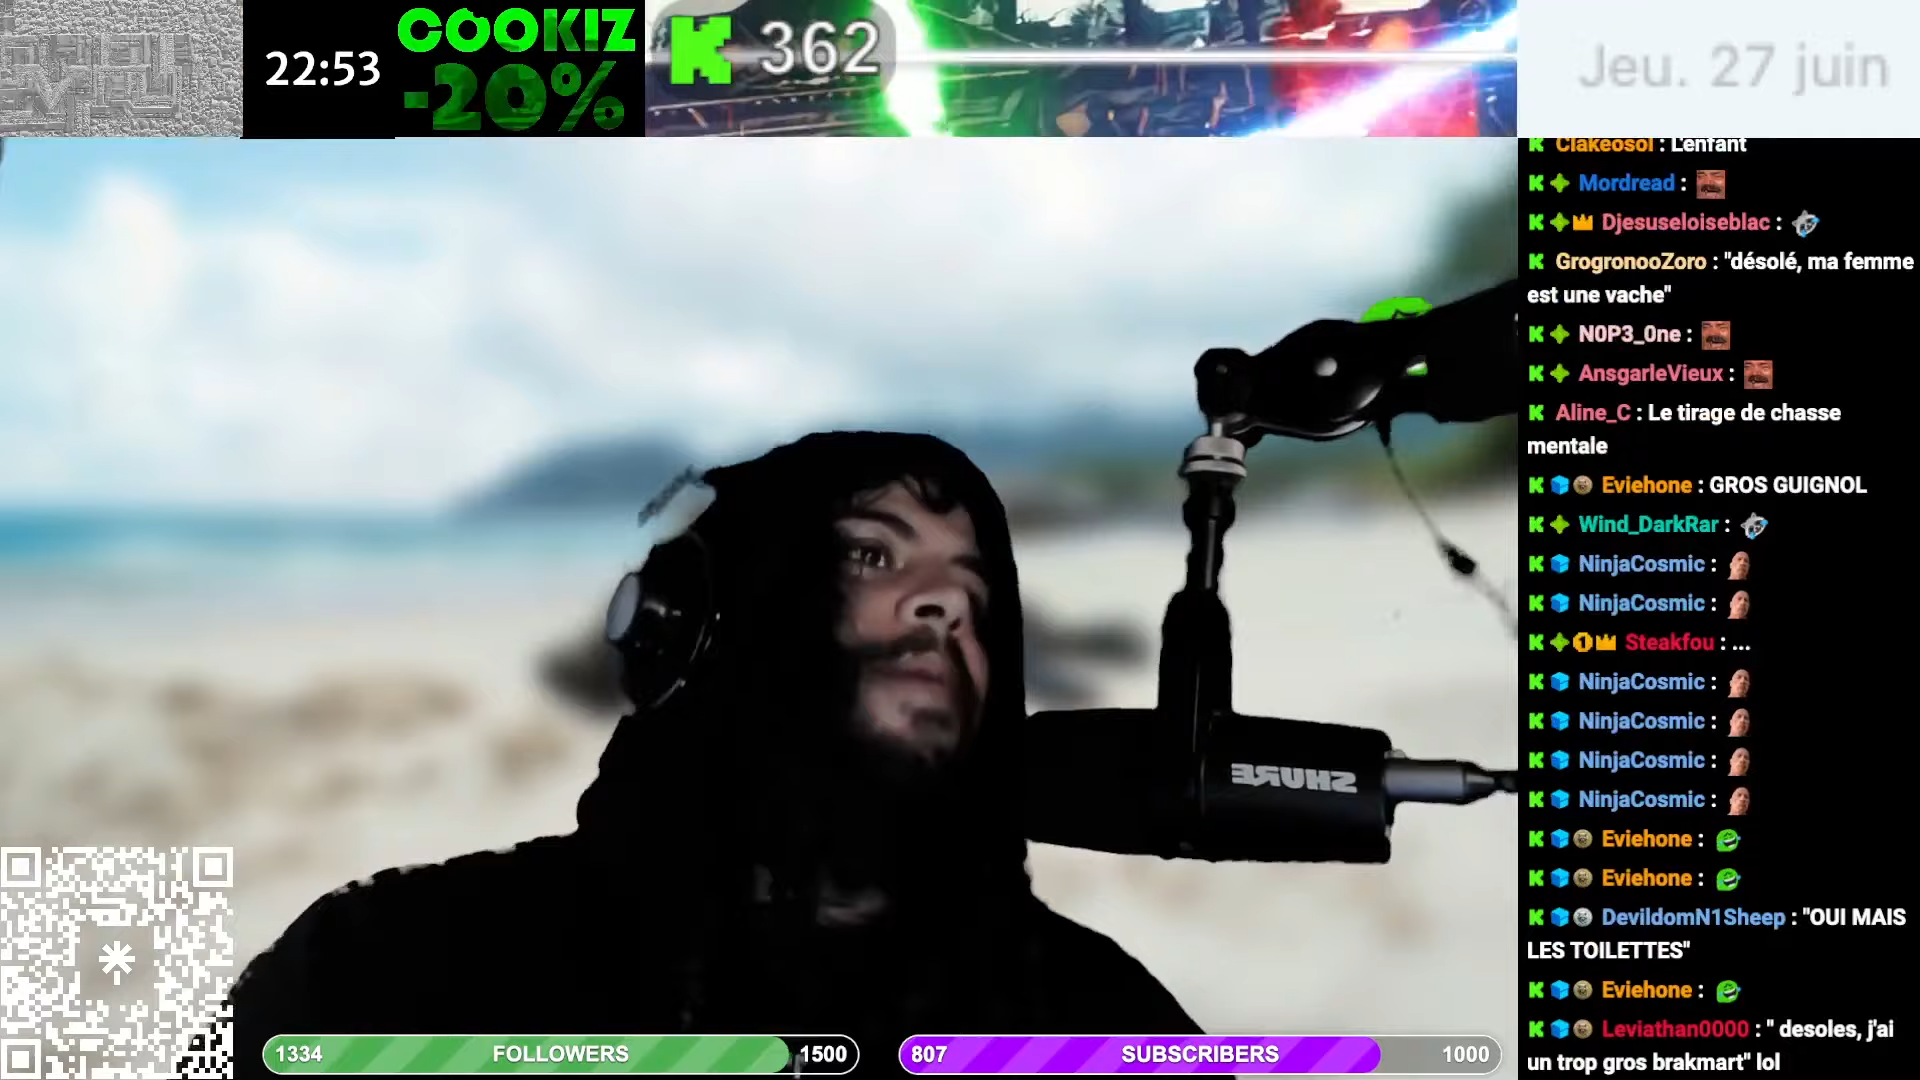 22:53
COOKIZ
-20%
K 362
Jeu. 27 juin
Clakeosol : L'enfant
Mordread :
Djesuseloiseblac :
GrogronooZoro : "désolé, ma femme
est une vache"
N0P3_0ne :
AnsgarleVieux :
Aline_C : Le tirage de chasse
mentale
Eviehone : GROS GUIGNOL
Wind_DarkRar :
NinjaCosmic :
NinjaCosmic :
Steakfou : ...
NinjaCosmic :
NinjaCosmic :
NinjaCosmic :
NinjaCosmic :
Eviehone :
Eviehone :
DevildomN1Sheep : "OUI MAIS
LES TOILETTES"
Eviehone :
Leviathan0000 : " desoles, j'ai
un trop gros brakmart" lol
SHURE
1334 FOLLOWERS 1500
807 SUBSCRIBERS 1000